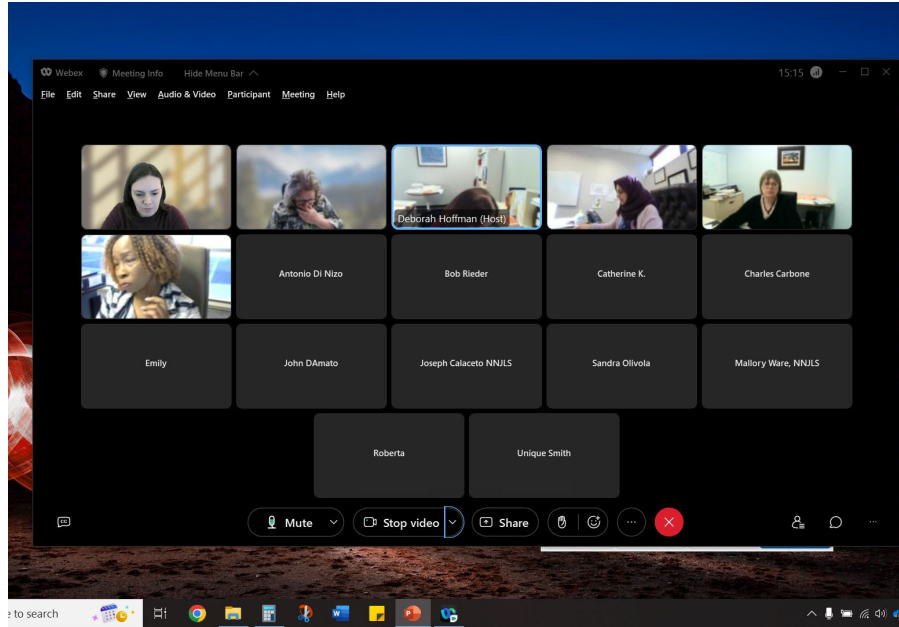 Webex Meeting Info Hide Menu Bar 15:15
File Edit Share View Audio & Video Participant Meeting Help
Deborah Hoffman (Host)
Antonio Di Nizo Bob Rieder Catherine K. Charles Carbone
Emily John DAmato Joseph Calaceto NNJLS Sandra Olivola Mallory Ware, NNJLS
Roberta Unique Smith
CC Mute Stop video Share
e to search